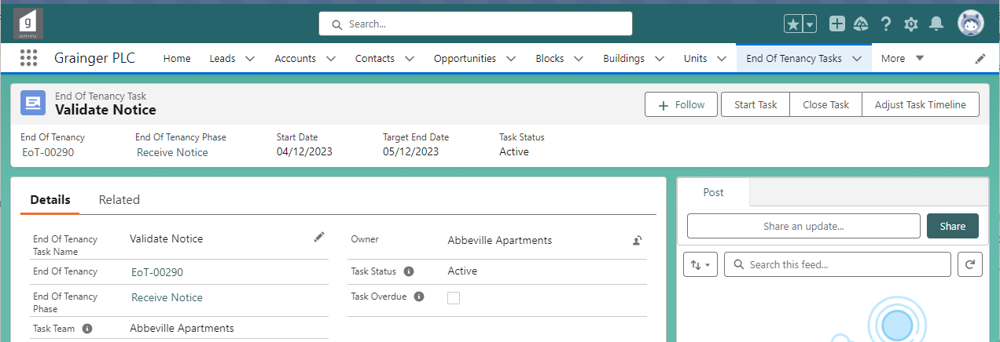 g
Search...
Grainger PLC Home Leads Accounts Contacts Opportunities Blocks Buildings Units End Of Tenancy Tasks More
End Of Tenancy Task
Validate Notice
Follow Start Task Close Task Adjust Task Timeline
End Of Tenancy End Of Tenancy Phase Start Date Target End Date Task Status
EoT-00290 Receive Notice 04/12/2023 05/12/2023 Active
Details Related
End Of Tenancy Task Name Validate Notice
Owner Abbeville Apartments
End Of Tenancy EoT-00290
Task Status Active
End Of Tenancy Phase Receive Notice
Task Overdue
Task Team Abbeville Apartments
Post
Share an update... Share
Search this feed...